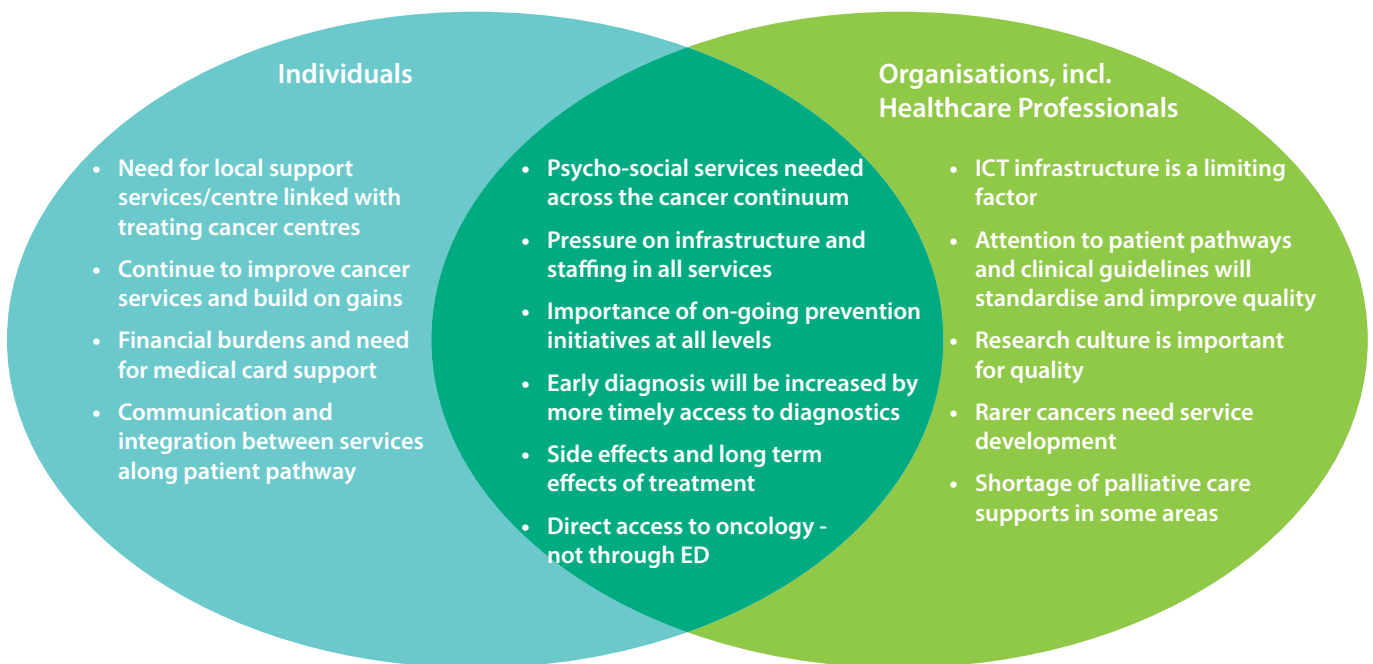 Individuals
• Need for local support
services/centre linked with
treating cancer centres
• Continue to improve cancer
services and build on gains
• Financial burdens and need
for medical card support
• Communication and
integration between services
along patient pathway
• Psycho-social services needed
across the cancer continuum
• Pressure on infrastructure and
staffing in all services
• Importance of on-going prevention
initiatives at all levels
• Early diagnosis will be increased by
more timely access to diagnostics
• Side effects and long term
effects of treatment
• Direct access to oncology -
not through ED
Organisations, incl.
Healthcare Professionals
• ICT infrastructure is a limiting
factor
• Attention to patient pathways
and clinical guidelines will
standardise and improve quality
• Research culture is important
for quality
• Rarer cancers need service
development
• Shortage of palliative care
supports in some areas